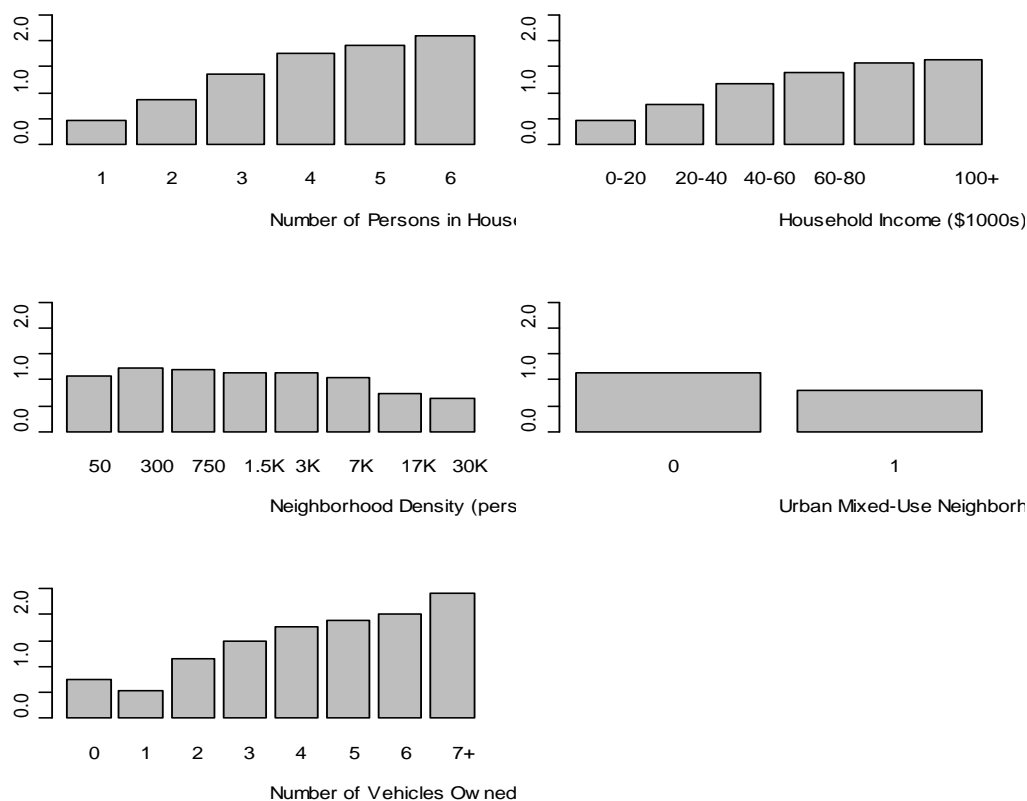 2.0
1.0
0.0
1 2 3 4 5 6
Number of Persons in House
2.0
1.0
0.0
0-20 20-40 40-60 60-80 100+
Household Income ($1000s)
2.0
1.0
0.0
50 300 750 1.5K 3K 7K 17K 30K
Neighborhood Density (pers
2.0
1.0
0.0
0 1
Urban Mixed-Use Neighborh
2.0
1.0
0.0
0 1 2 3 4 5 6 7+
Number of Vehicles Owned